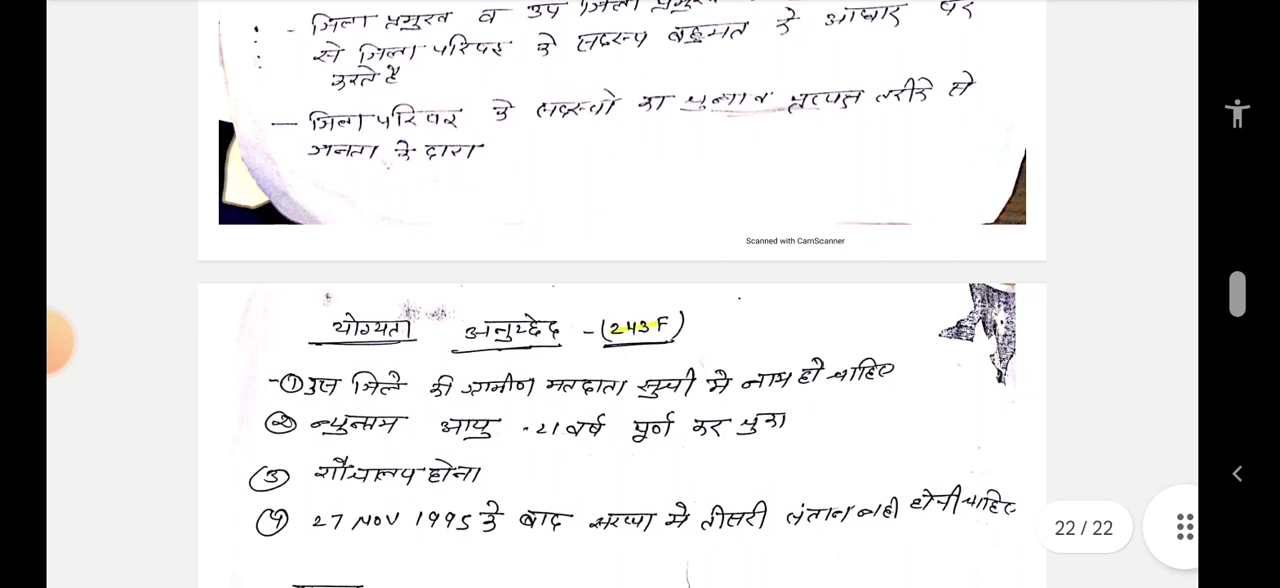 - जिला प्रमुख व उप जिला प्रमुख
से जिला परिषद के सदस्य बहुमत के आधार पर
करते है
— जिला परिषद के सदस्यो का चुनाव प्रत्यक्ष तरीके से
जनता के द्वारा
Scanned with CamScanner
योग्यता अनुच्छेद - (243F)
- ① उस जिले की ग्रामीण मतदाता सूची मे नाम हो चाहिए
② न्युनतम आयु 21 वर्ष पूर्ण कर चुका
③ शौचालय होना
④ 27 NOV 1995 के बाद में तीसरी संतान नही होनी चाहिए
22 / 22